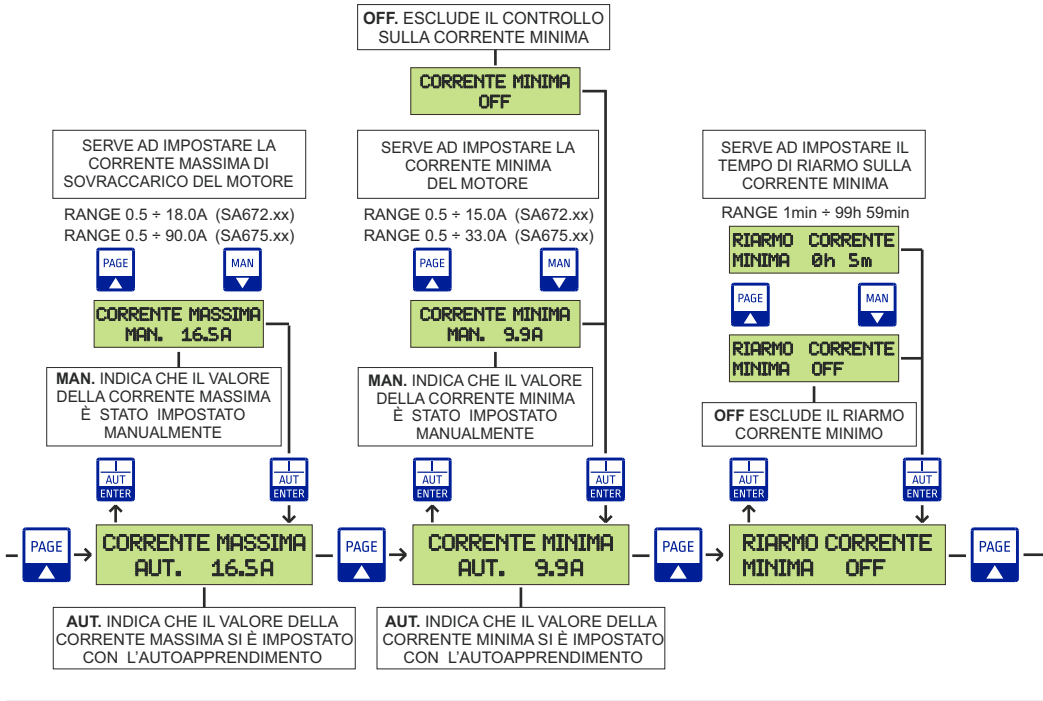 OFF. ESCLUDE IL CONTROLLO
SULLA CORRENTE MINIMA
CORRENTE MINIMA
OFF
SERVE AD IMPOSTARE LA
CORRENTE MASSIMA DI
SOVRACCARICO DEL MOTORE
RANGE 0.5 ÷ 18.0A (SA672.xx)
RANGE 0.5 ÷ 90.0A (SA675.xx)
PAGE
MAN
CORRENTE MASSIMA
MAN. 16.5A
MAN. INDICA CHE IL VALORE
DELLA CORRENTE MASSIMA
È STATO IMPOSTATO
MANUALMENTE
AUT
ENTER
AUT
ENTER
SERVE AD IMPOSTARE LA
CORRENTE MINIMA
DEL MOTORE
RANGE 0.5 ÷ 15.0A (SA672.xx)
RANGE 0.5 ÷ 33.0A (SA675.xx)
PAGE
MAN
CORRENTE MINIMA
MAN. 9.9A
MAN. INDICA CHE IL VALORE
DELLA CORRENTE MINIMA
È STATO IMPOSTATO
MANUALMENTE
AUT
ENTER
AUT
ENTER
SERVE AD IMPOSTARE IL
TEMPO DI RIARMO SULLA
CORRENTE MINIMA
RANGE 1min ÷ 99h 59min
RIARMO CORRENTE
MINIMA 0h 5m
PAGE
MAN
RIARMO CORRENTE
MINIMA OFF
OFF ESCLUDE IL RIARMO
CORRENTE MINIMO
AUT
ENTER
AUT
ENTER
PAGE
CORRENTE MASSIMA
AUT. 16.5A
PAGE
CORRENTE MINIMA
AUT. 9.9A
PAGE
RIARMO CORRENTE
MINIMA OFF
PAGE
AUT. INDICA CHE IL VALORE DELLA
CORRENTE MASSIMA SI È IMPOSTATO
CON L'AUTOAPPRENDIMENTO
AUT. INDICA CHE IL VALORE DELLA
CORRENTE MINIMA SI È IMPOSTATO
CON L'AUTOAPPRENDIMENTO